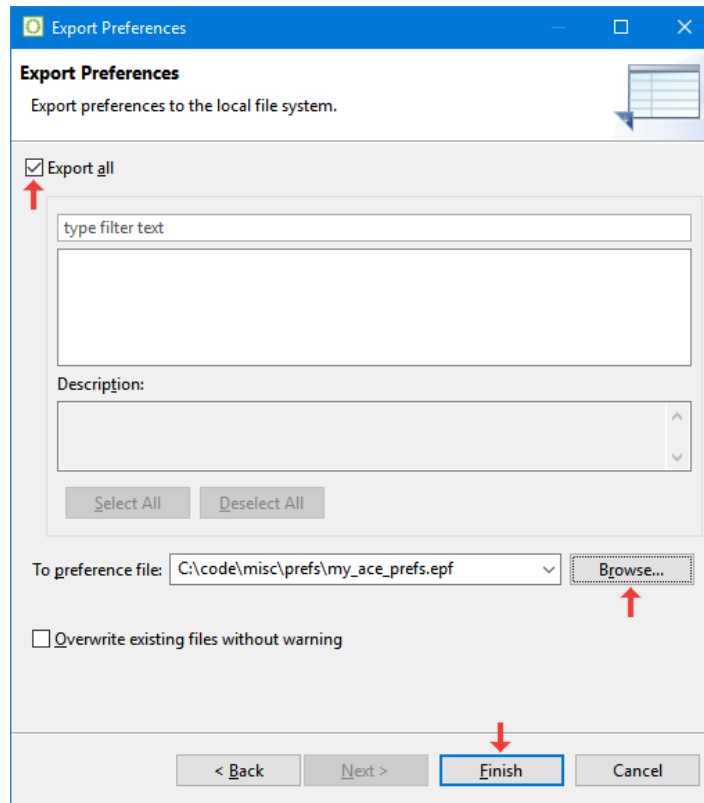 Export Preferences
Export Preferences
Export preferences to the local file system.
Export all
type filter text
Description:
Select All Deselect All
To preference file: C:\code\misc\prefs\my_ace_prefs.epf Browse...
Overwrite existing files without warning
< Back Next > Finish Cancel